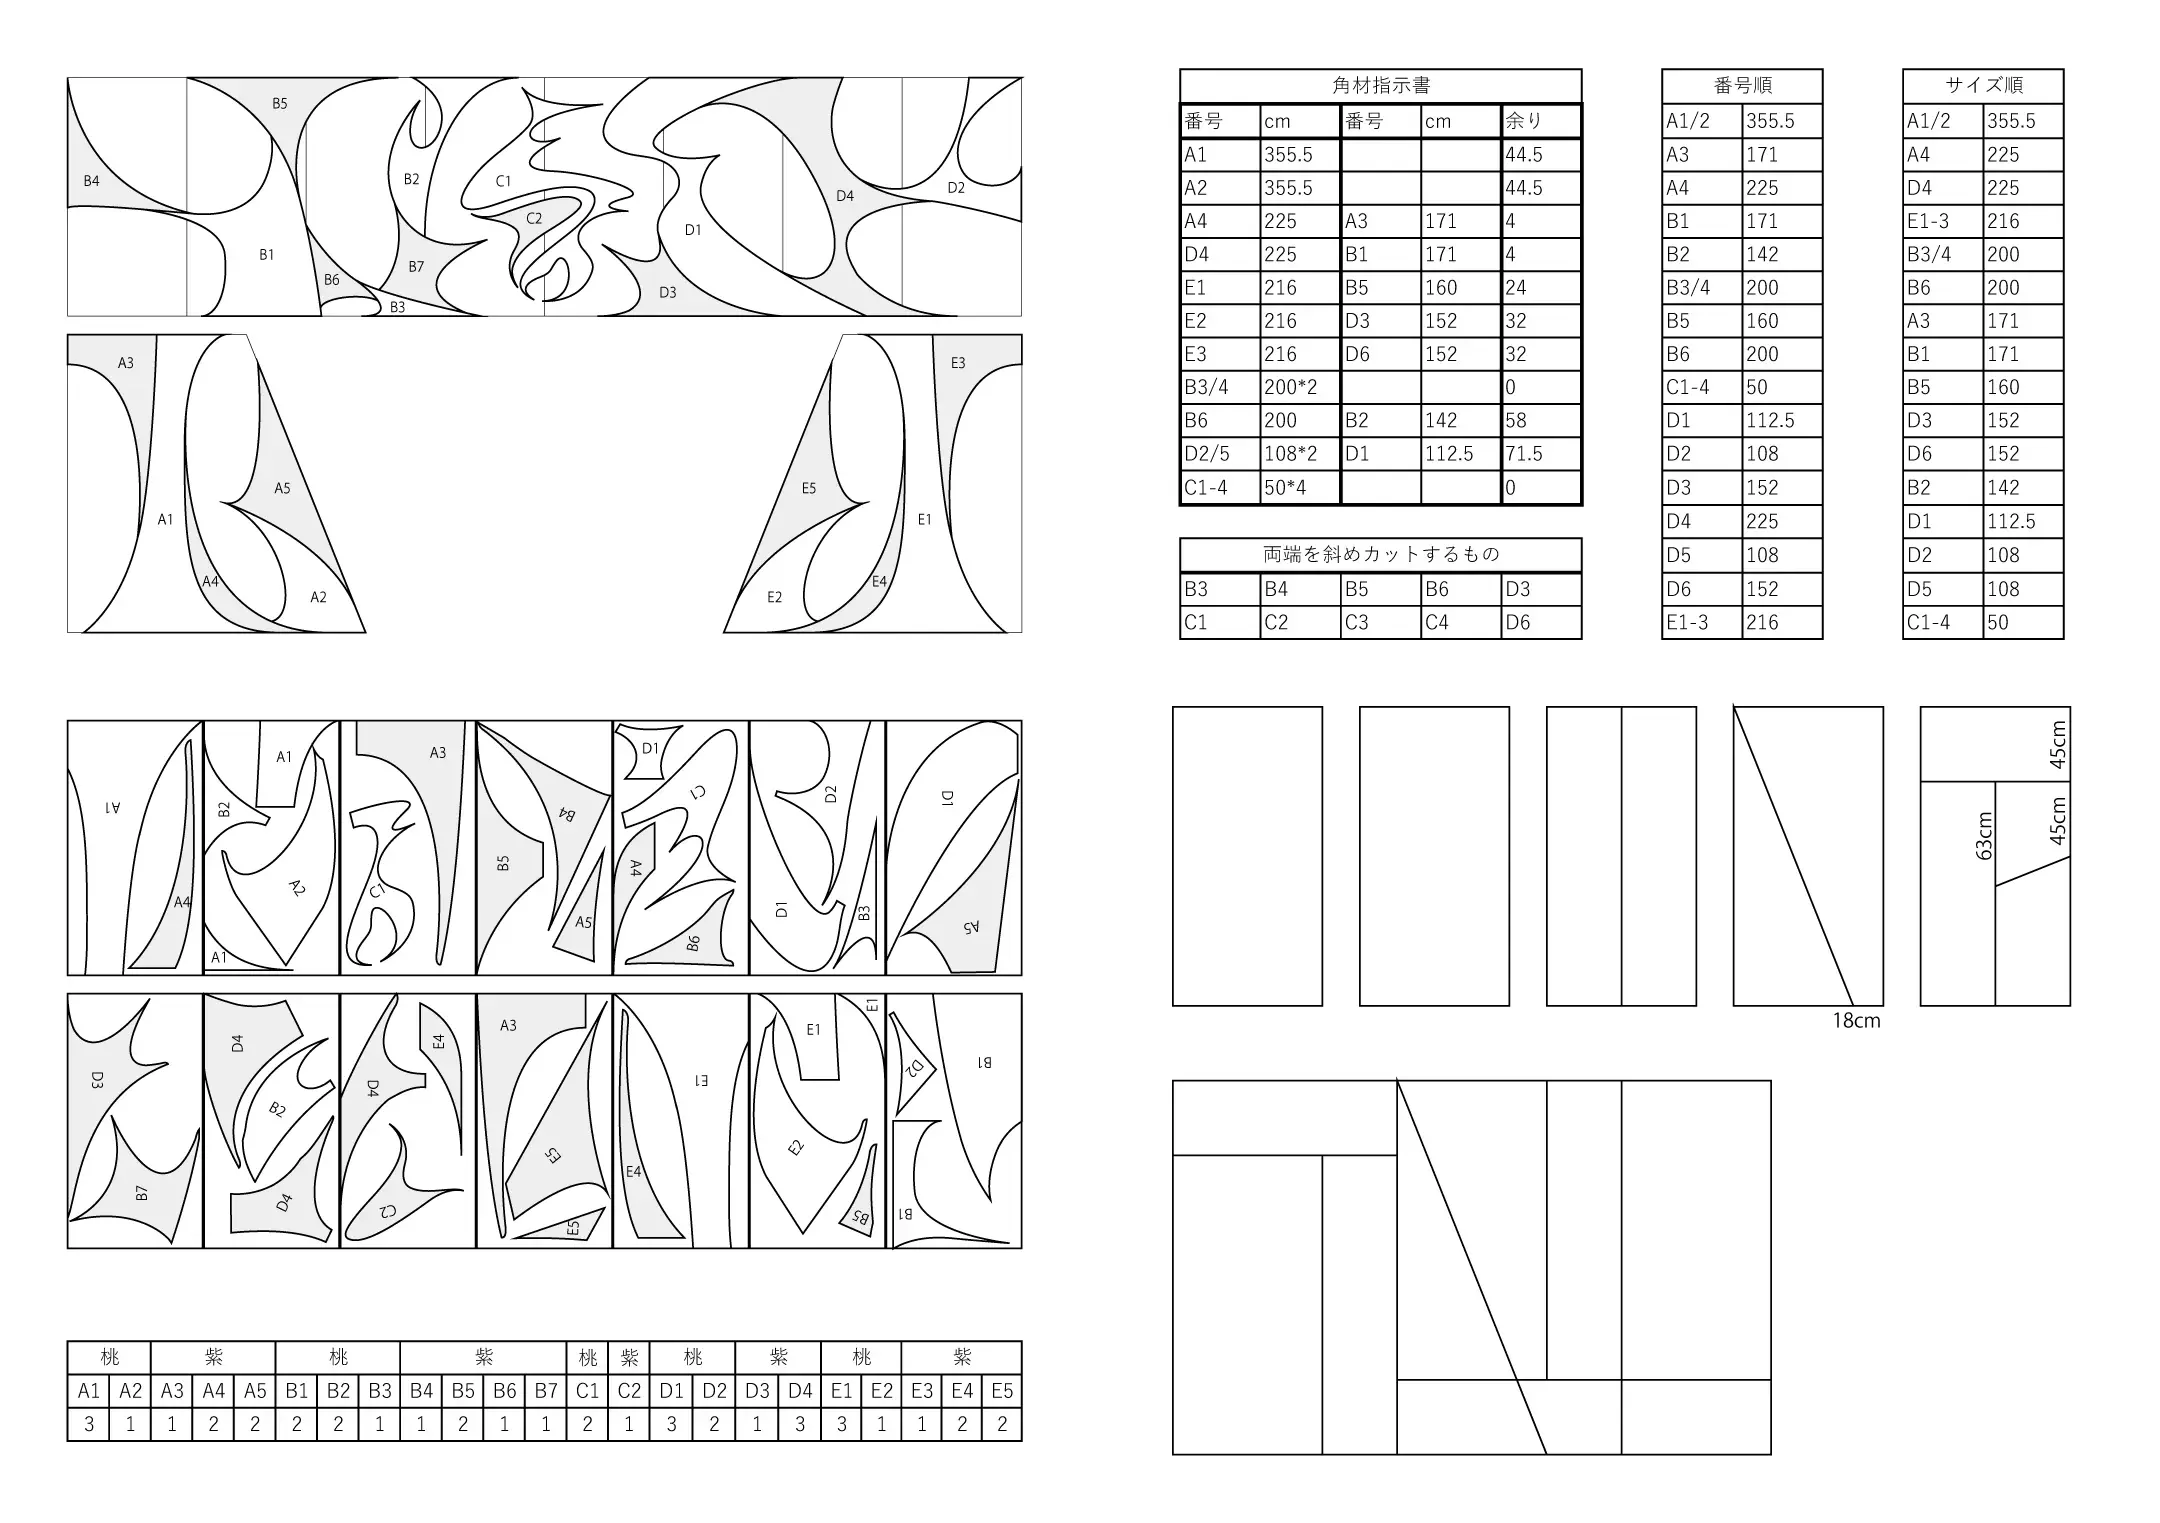 B5
B4
B1
B6
B3
B2
B7
C1
C2
D1
D3
D4
D2
A3
A1
A4
A5
A2
E3
E5
E1
E4
E2
A1
A4
B2
A1
A2
A1
A3
C1
B5
B4
A5
D1
C1
A4
B6
D2
D1
B3
D1
A5
D3
B7
D4
B2
D4
D4
E4
C2
A3
E5
E5
E4
E1
E1
E1
E2
B5
D2
B1
B1
桃 紫 桃 紫 桃 紫 桃 紫 桃 紫
A1 A2 A3 A4 A5 B1 B2 B3 B4 B5 B6 B7 C1 C2 D1 D2 D3 D4 E1 E2 E3 E4 E5
3 1 1 2 2 2 2 1 1 2 1 1 2 1 3 2 1 3 3 1 1 2 2
角材指示書
番号 cm 番号 cm 余り
A1 355.5 44.5
A2 355.5 44.5
A4 225 A3 171 4
D4 225 B1 171 4
E1 216 B5 160 24
E2 216 D3 152 32
E3 216 D6 152 32
B3/4 200*2 0
B6 200 B2 142 58
D2/5 108*2 D1 112.5 71.5
C1-4 50*4 0
両端を斜めカットするもの
B3 B4 B5 B6 D3
C1 C2 C3 C4 D6
番号順
A1/2 355.5
A3 171
A4 225
B1 171
B2 142
B3/4 200
B5 160
B6 200
C1-4 50
D1 112.5
D2 108
D3 152
D4 225
D5 108
D6 152
E1-3 216
サイズ順
A1/2 355.5
A4 225
D4 225
E1-3 216
B3/4 200
B6 200
A3 171
B1 171
B5 160
D3 152
D6 152
B2 142
D1 112.5
D2 108
D5 108
C1-4 50
18cm
45cm
63cm
45cm